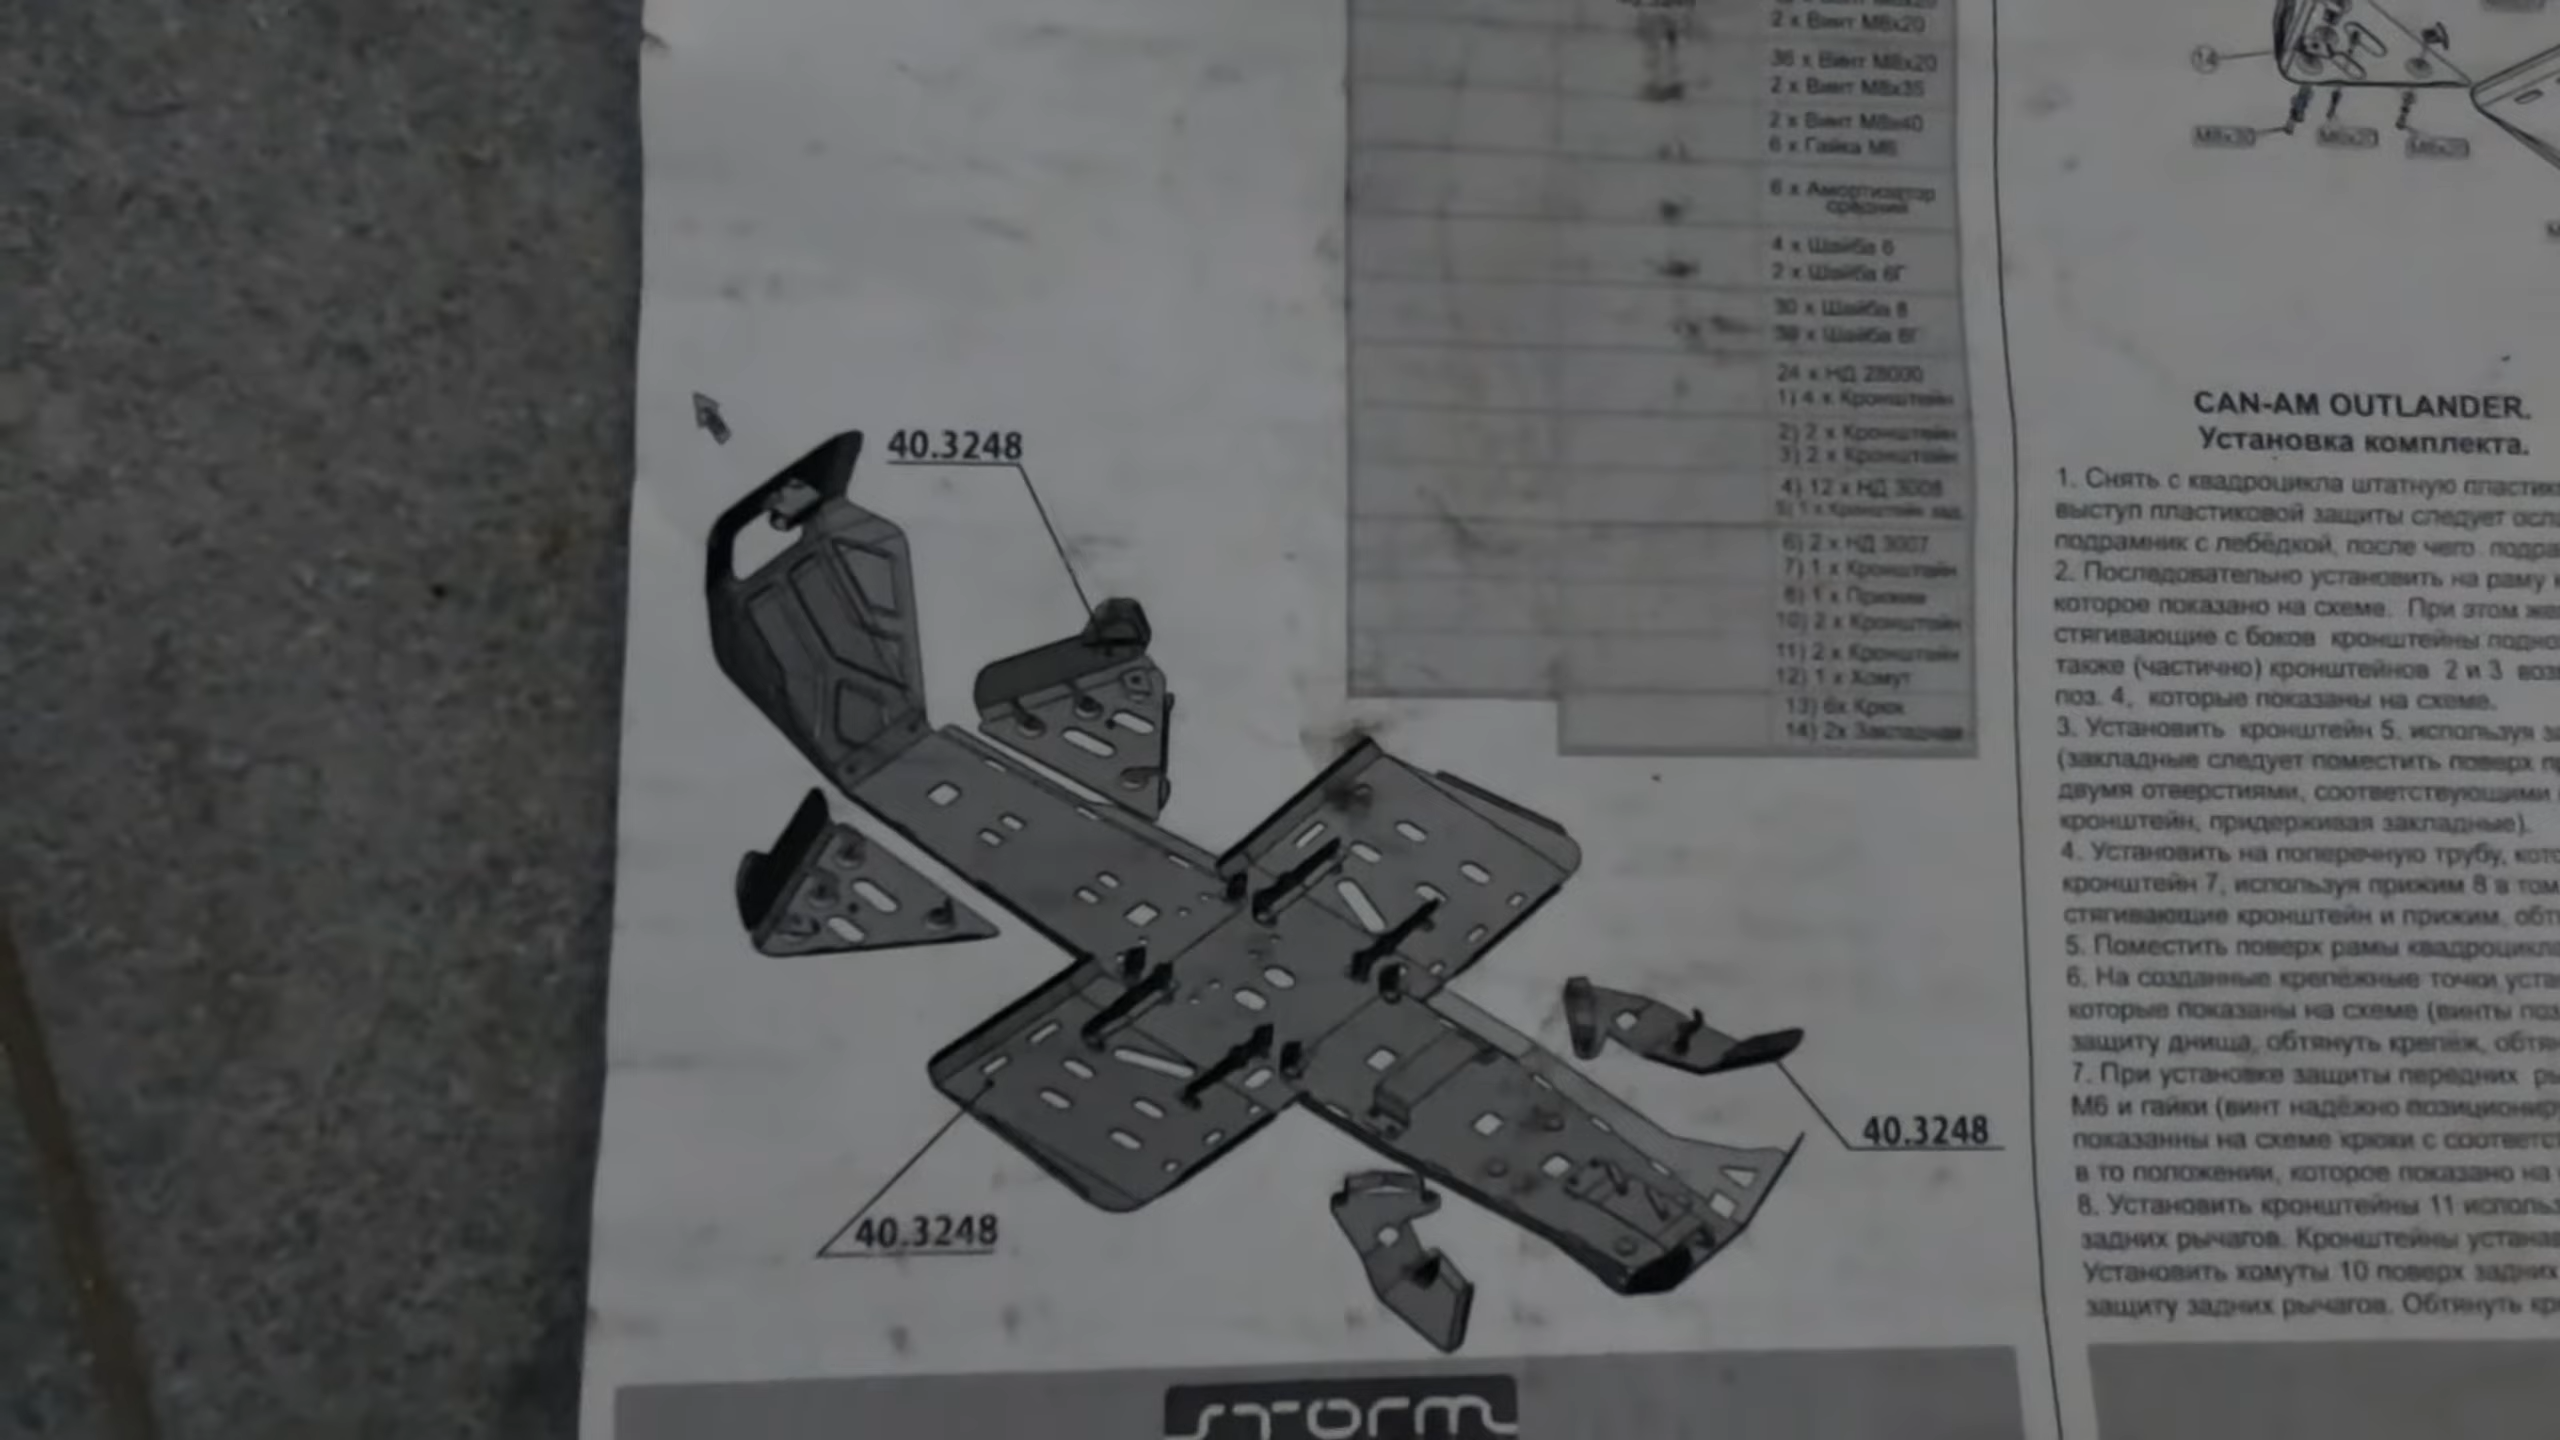 2 x Винт М6х20
36 x Винт М8х20
2 x Винт М8х35
2 x Винт М8х40
6 x Гайка М6
6 x Амортизатор
средний
4 x Шайба 6
2 x Шайба 6Г
30 x Шайба 8
39 x Шайба 8Г
24 x НД 28000
1) 4 x Кронштейн
2) 2 x Кронштейн
3) 2 x Кронштейн
4) 12 x НД 3008
5) 1 x Кронштейн зад.
6) 2 x НД 3007
7) 1 x Кронштейн
8) 1 x Прижим
10) 2 x Кронштейн
11) 2 x Кронштейн
12) 1 x Хомут
13) 6x Крюк
14) 2x Закладная
40.3248
40.3248
40.3248
STORM
14
М6х20
М8х20
CAN-AM OUTLANDER.
Установка комплекта.
1. Снять с квадроцикла штатную
выступ пластиковой защиты следует
подрамник с лебёдкой, после чего
2. Последовательно установить на раму
которое показано на схеме. При этом
стягивающие с боков кронштейны
также (частично) кронштейнов 2 и 3
поз. 4, которые показаны на схеме.
3. Установить кронштейн 5, используя
(закладные следует поместить поверх
двумя отверстиями, соответствующими
кронштейн, придерживая закладные).
4. Установить на поперечную трубу,
кронштейн 7, используя прижим 8 в
стягивающие кронштейн и прижим,
5. Поместить поверх рамы
6. На созданные крепёжные точки
которые показаны на схеме (винты
защиту днища, обтянуть крепёж,
7. При установке защиты передних
М6 и гайки (винт надёжно
показанны на схеме крюки с
в то положении, которое показано на
8. Установить кронштейны 11
задних рычагов. Кронштейны
Установить хомуты 10 поверх задних
защиту задних рычагов. Обтянуть